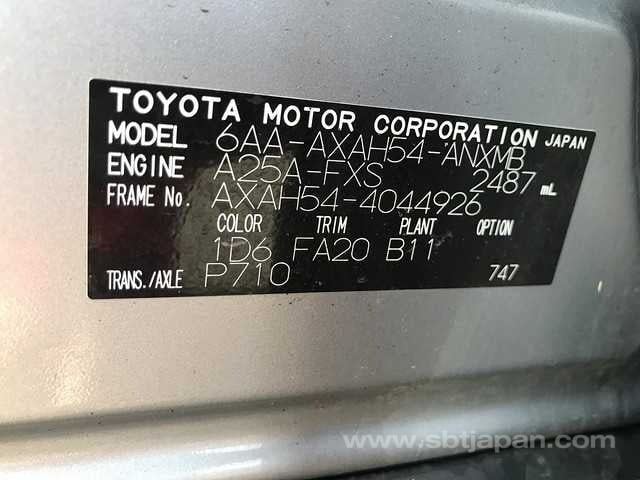 TOYOTA MOTOR CORPORATION JAPAN
MODEL 6AA-AXAH54-ANXMB
ENGINE A25A-FXS 2487 mL
FRAME No. AXAH54-4044926
COLOR TRIM PLANT OPTION
1D6 FA20 B11
TRANS./AXLE P710 747
www.sbtjapan.com